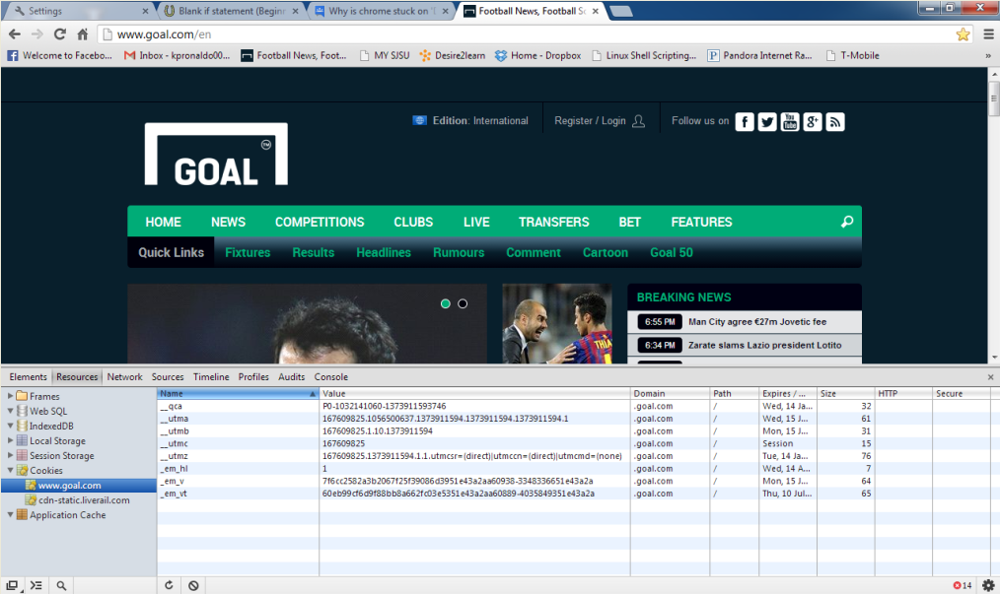 Settings
Blank if statement (Begin
Why is chrome stuck on '
Football News, Football S
www.goal.com/en
Welcome to Facebo...
Inbox - kpronaldo00...
Football News, Foot...
MY SJSU
Desire2learn
Home - Dropbox
Linux Shell Scripting...
Pandora Internet Ra...
T-Mobile
»
Edition: International
Register / Login
Follow us on
You Tube
GOAL
TM
HOME NEWS COMPETITIONS CLUBS LIVE TRANSFERS BET FEATURES
Quick Links Fixtures Results Headlines Rumours Comment Cartoon Goal 50
BREAKING NEWS
6:55 PM Man City agree €27m Jovetic fee
6:34 PM Zarate slams Lazio president Lotito
THIA
Elements Resources Network Sources Timeline Profiles Audits Console
Frames
Web SQL
IndexedDB
Local Storage
Session Storage
Cookies
www.goal.com
cdn-static.liverail.com
Application Cache
Name Value Domain Path Expires / ... Size HTTP Secure
__qca P0-1032141060-1373911593746 .goal.com / Wed, 14 Ja... 32
__utma 167609825.1056500637.1373911594.1373911594.1373911594.1 .goal.com / Wed, 15 J... 61
__utmb 167609825.1.10.1373911594 .goal.com / Mon, 15 J... 31
__utmc 167609825 .goal.com / Session 15
__utmz 167609825.1373911594.1.1.utmcsr=(direct)|utmccn=(direct)|utmcmd=(none) .goal.com / Tue, 14 Ja... 76
_em_hl 1 .goal.com / Wed, 14 A... 7
_em_v 7f6cc2582a3b2067f25f39086d3951e43a2aa60938-3348336651e43a2a .goal.com / Mon, 15 J... 64
_em_vt 60eb99cf6d9f88bb8a662fc03e5351e43a2aa60889-4035849351e43a2a .goal.com / Thu, 10 Jul... 65
14